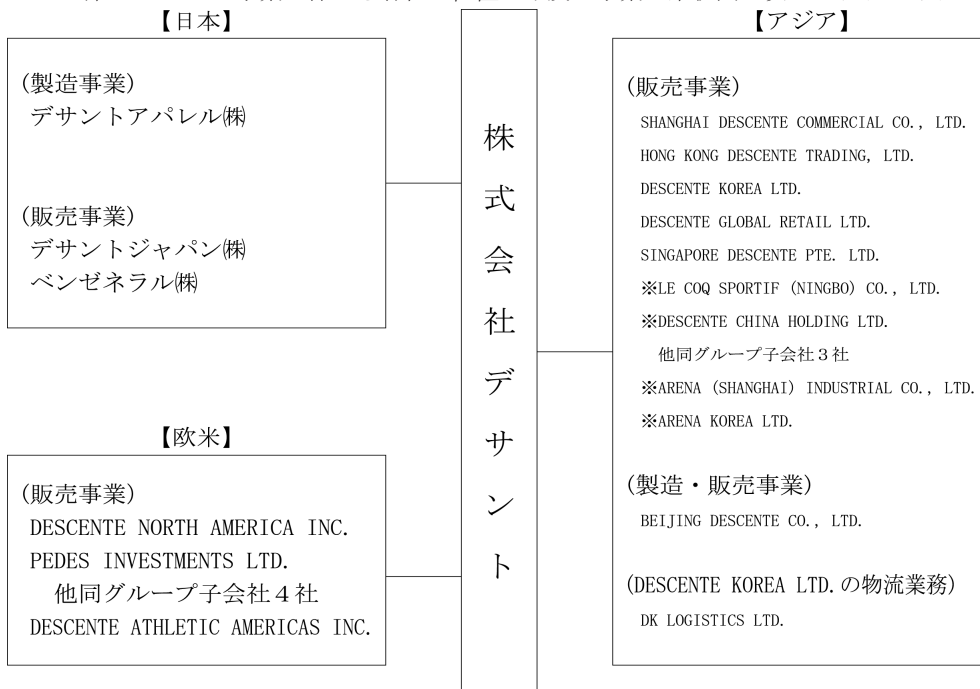 【日本】
(製造事業)
デサントアパレル㈱
(販売事業)
デサントジャパン㈱
ベンゼネラル㈱
【欧米】
(販売事業)
DESCENTE NORTH AMERICA INC.
PEDES INVESTMENTS LTD.
他同グループ子会社４社
DESCENTE ATHLETIC AMERICAS INC.
株式会社デサント
【アジア】
(販売事業)
SHANGHAI DESCENTE COMMERCIAL CO., LTD.
HONG KONG DESCENTE TRADING, LTD.
DESCENTE KOREA LTD.
DESCENTE GLOBAL RETAIL LTD.
SINGAPORE DESCENTE PTE. LTD.
※LE COQ SPORTIF (NINGBO) CO., LTD.
※DESCENTE CHINA HOLDING LTD.
他同グループ子会社３社
※ARENA (SHANGHAI) INDUSTRIAL CO., LTD.
※ARENA KOREA LTD.
(製造・販売事業)
BEIJING DESCENTE CO., LTD.
(DESCENTE KOREA LTD.の物流業務)
DK LOGISTICS LTD.